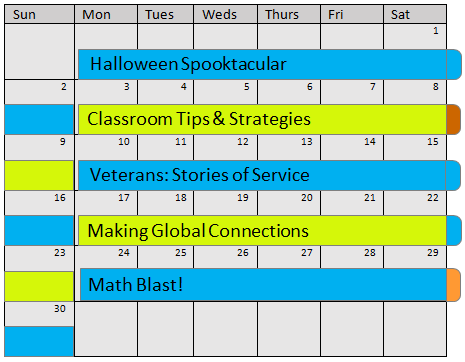 Sun Mon Tues Weds Thurs Fri Sat
1
Halloween Spooktacular
2 3 4 5 6 7 8
Classroom Tips & Strategies
9 10 11 12 13 14 15
Veterans: Stories of Service
16 17 18 19 20 21 22
Making Global Connections
23 24 25 26 27 28 29
Math Blast!
30